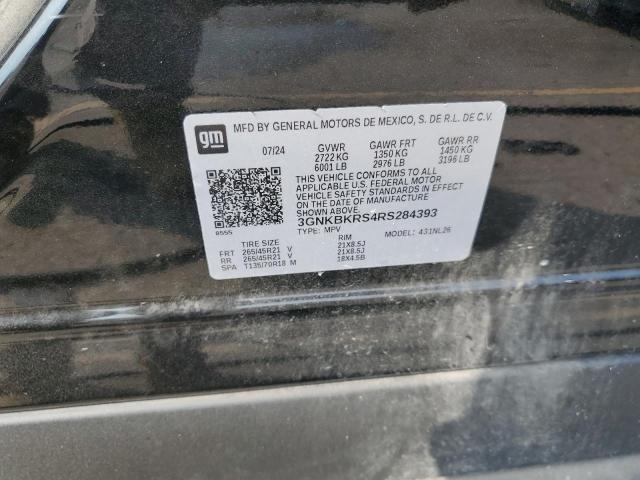 gm
MFD BY GENERAL MOTORS DE MEXICO, S. DE R.L. DE C.V.
07/24 GVWR GAWR FRT GAWR RR
2722 KG 1350 KG 1450 KG
6001 LB 2976 LB 3196 LB
THIS VEHICLE CONFORMS TO ALL
APPLICABLE U.S. FEDERAL MOTOR
VEHICLE SAFETY STANDARDS IN EFFECT
ON THE DATE OF MANUFACTURE
SHOWN ABOVE.
3GNKBKRS4RS284393
8555 TYPE: MPV MODEL: 431NL26
TIRE SIZE RIM
FRT 265/45R21 V 21X8.5J
RR 265/45R21 V 21X8.5J
SPA T135/70R18 M 18X4.5B